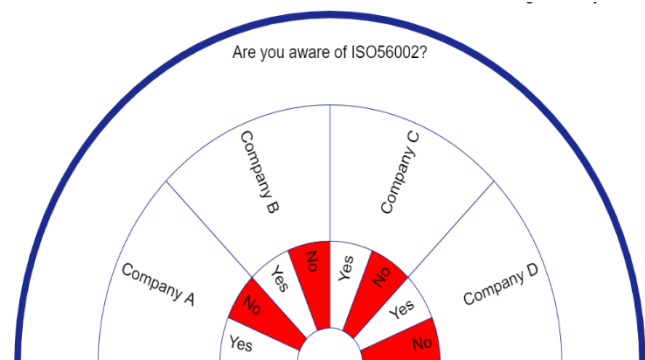 Are you aware of ISO56002?
Company A
Company B
Company C
Company D
Yes
No
Yes
No
Yes
No
Yes
No